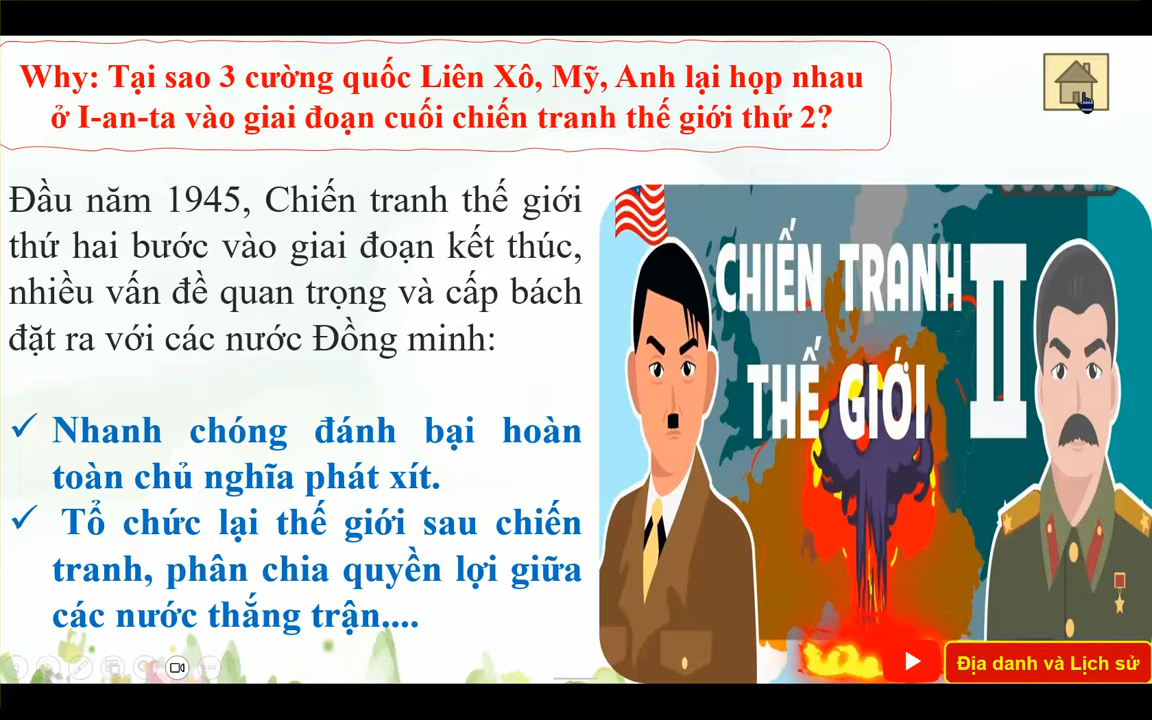 Why: Tại sao 3 cường quốc Liên Xô, Mỹ, Anh lại họp nhau
ở I-an-ta vào giai đoạn cuối chiến tranh thế giới thứ 2?
Đầu năm 1945, Chiến tranh thế giới
thứ hai bước vào giai đoạn kết thúc,
nhiều vấn đề quan trọng và cấp bách
đặt ra với các nước Đồng minh:
✓ Nhanh chóng đánh bại hoàn
toàn chủ nghĩa phát xít.
✓ Tổ chức lại thế giới sau chiến
tranh, phân chia quyền lợi giữa
các nước thắng trận....
CHIẾN TRANH
THẾ GIỚI
II
Địa danh và Lịch sử